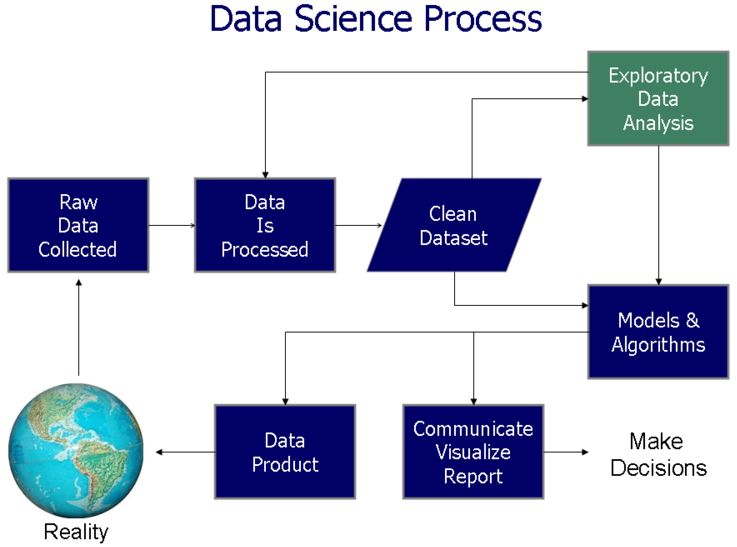 Data Science Process
Exploratory
Data
Analysis
Raw
Data
Collected
Data
Is
Processed
Clean
Dataset
Models &
Algorithms
Data
Product
Communicate
Visualize
Report
Make
Decisions
Reality